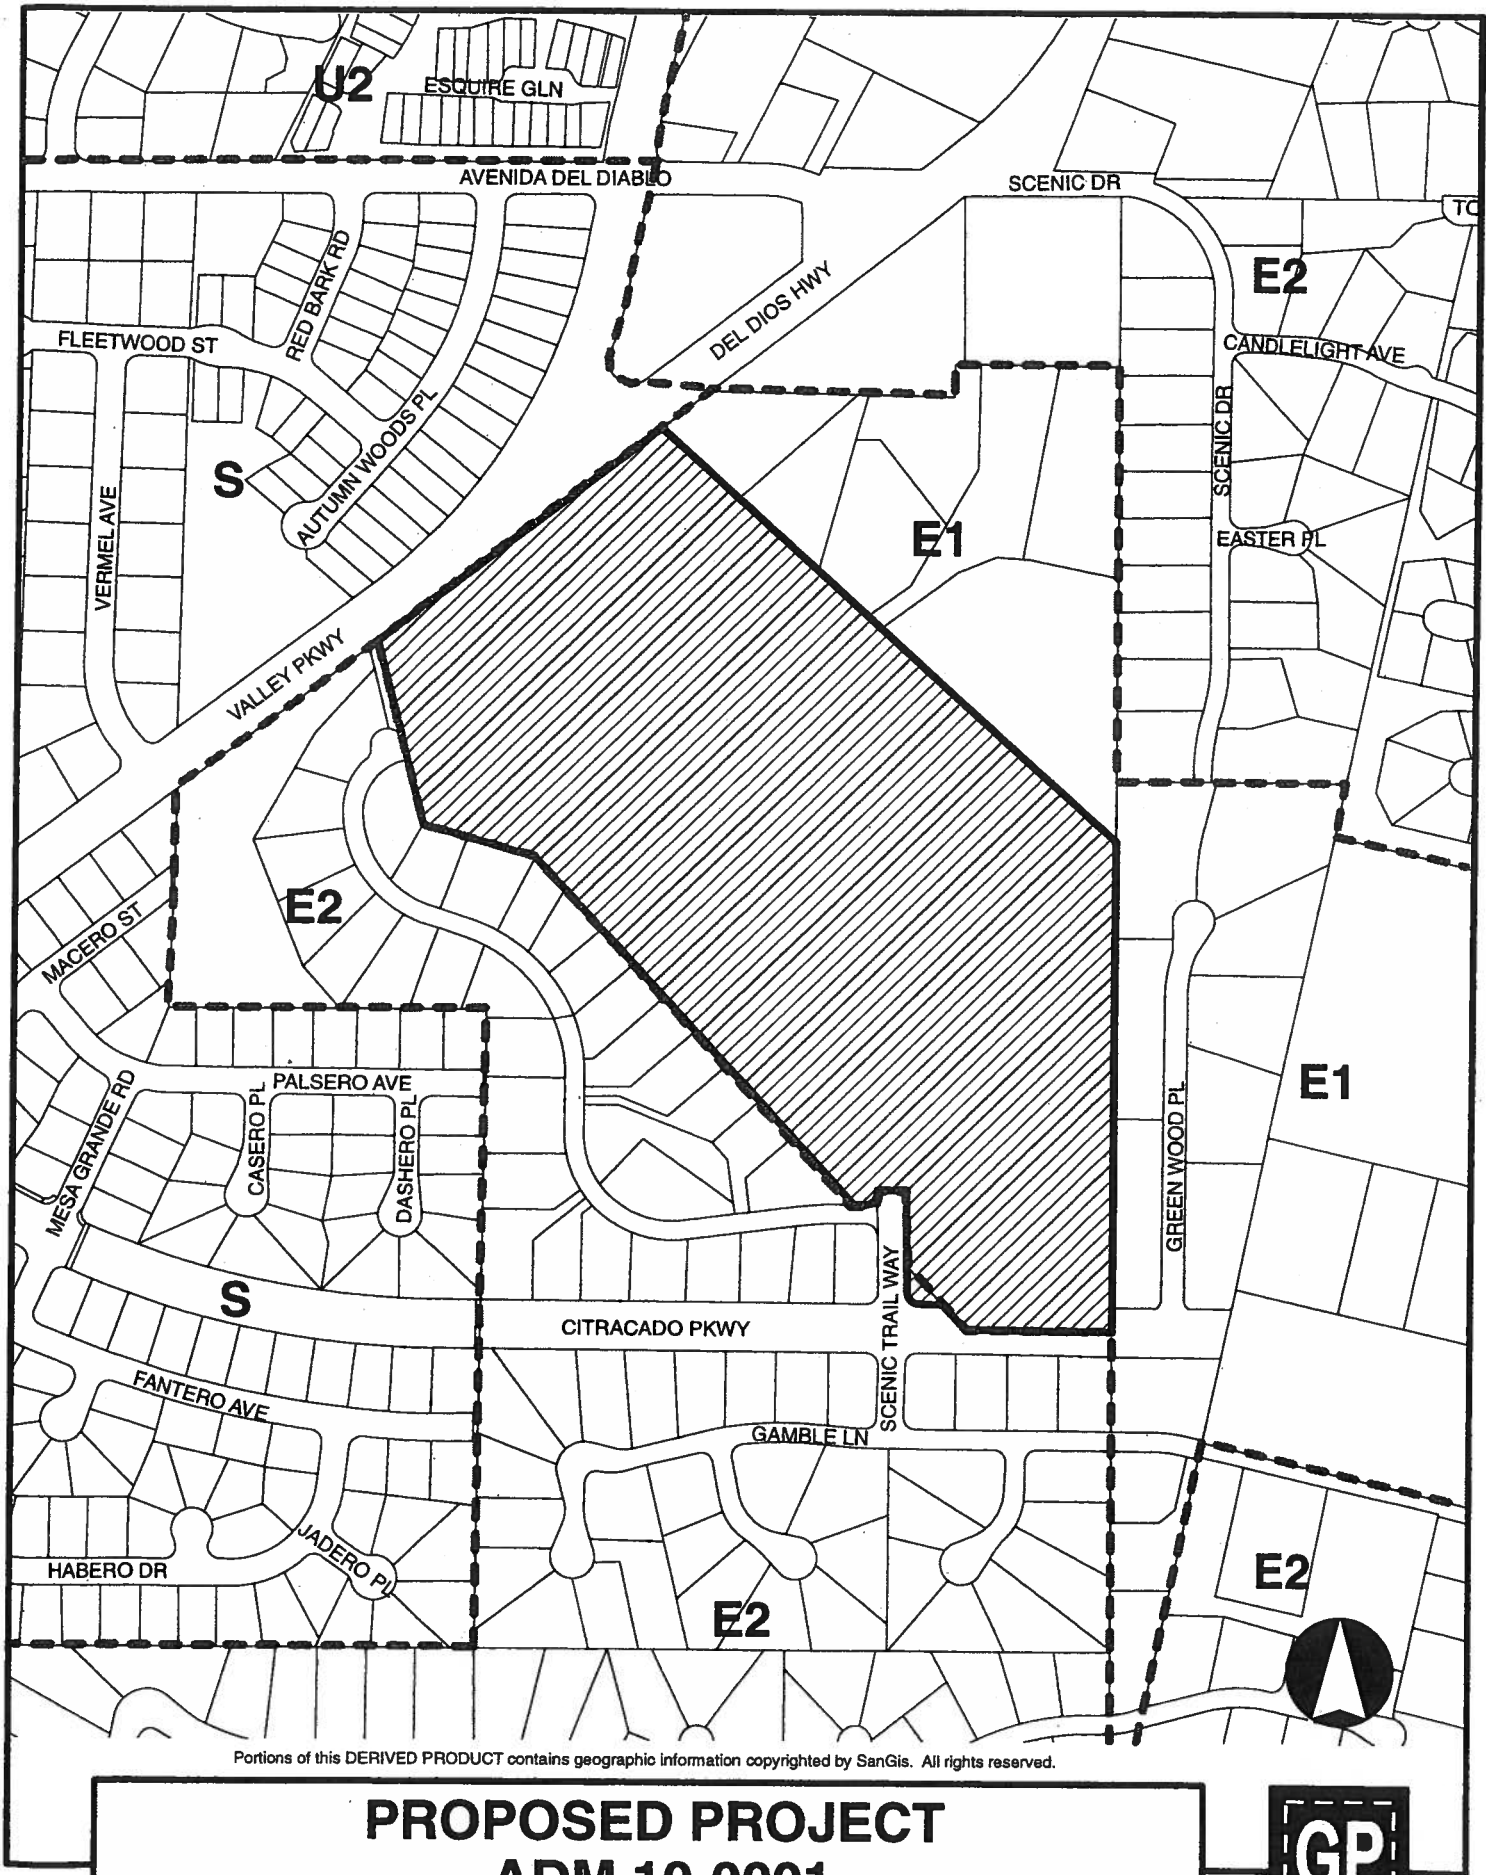 U2
ESQUIRE GLN
AVENIDA DEL DIABLO
SCENIC DR
TO
RED BARK RD
DEL DIOS HWY
E2
FLEETWOOD ST
CANDLELIGHT AVE
AUTUMN WOODS PL
SCENIC DR
S
VERMEL AVE
E1
EASTER PL
VALLEY PKWY
E2
MACERO ST
PALSERO AVE
MESA GRANDE RD
CASERO PL
DASHERO PL
E1
GREEN WOOD PL
S
CITRACADO PKWY
SCENIC TRAIL WAY
FANTERO AVE
GAMBLE LN
JADERO PL
HABERO DR
E2
E2
Portions of this DERIVED PRODUCT contains geographic information copyrighted by SanGis. All rights reserved.
PROPOSED PROJECT
GP